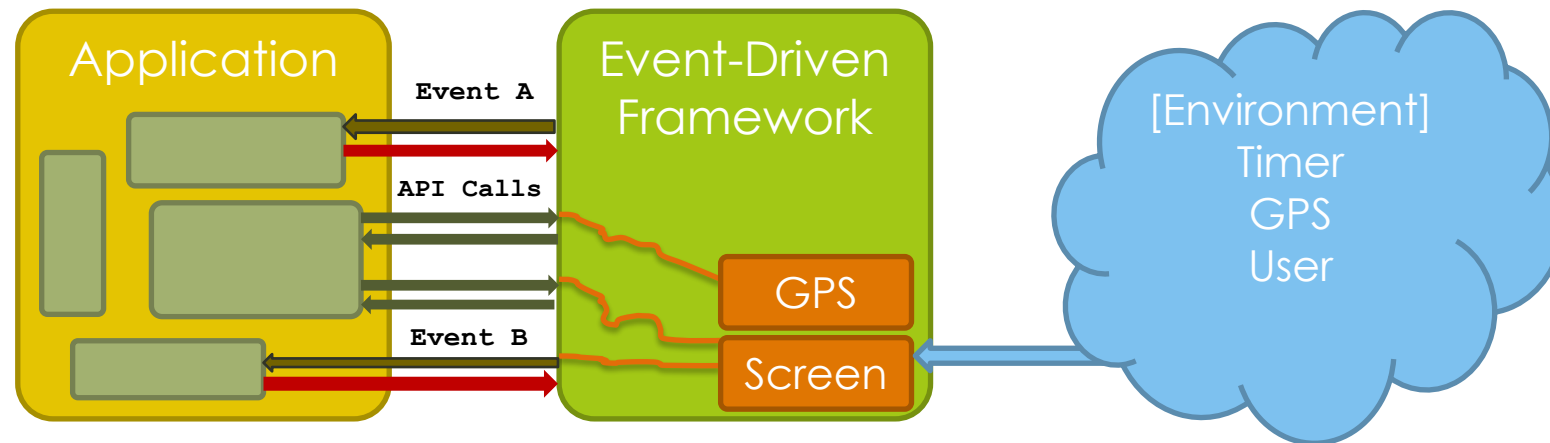 Application
Event A
API Calls
Event B
Event-Driven
Framework
GPS
Screen
[Environment]
Timer
GPS
User